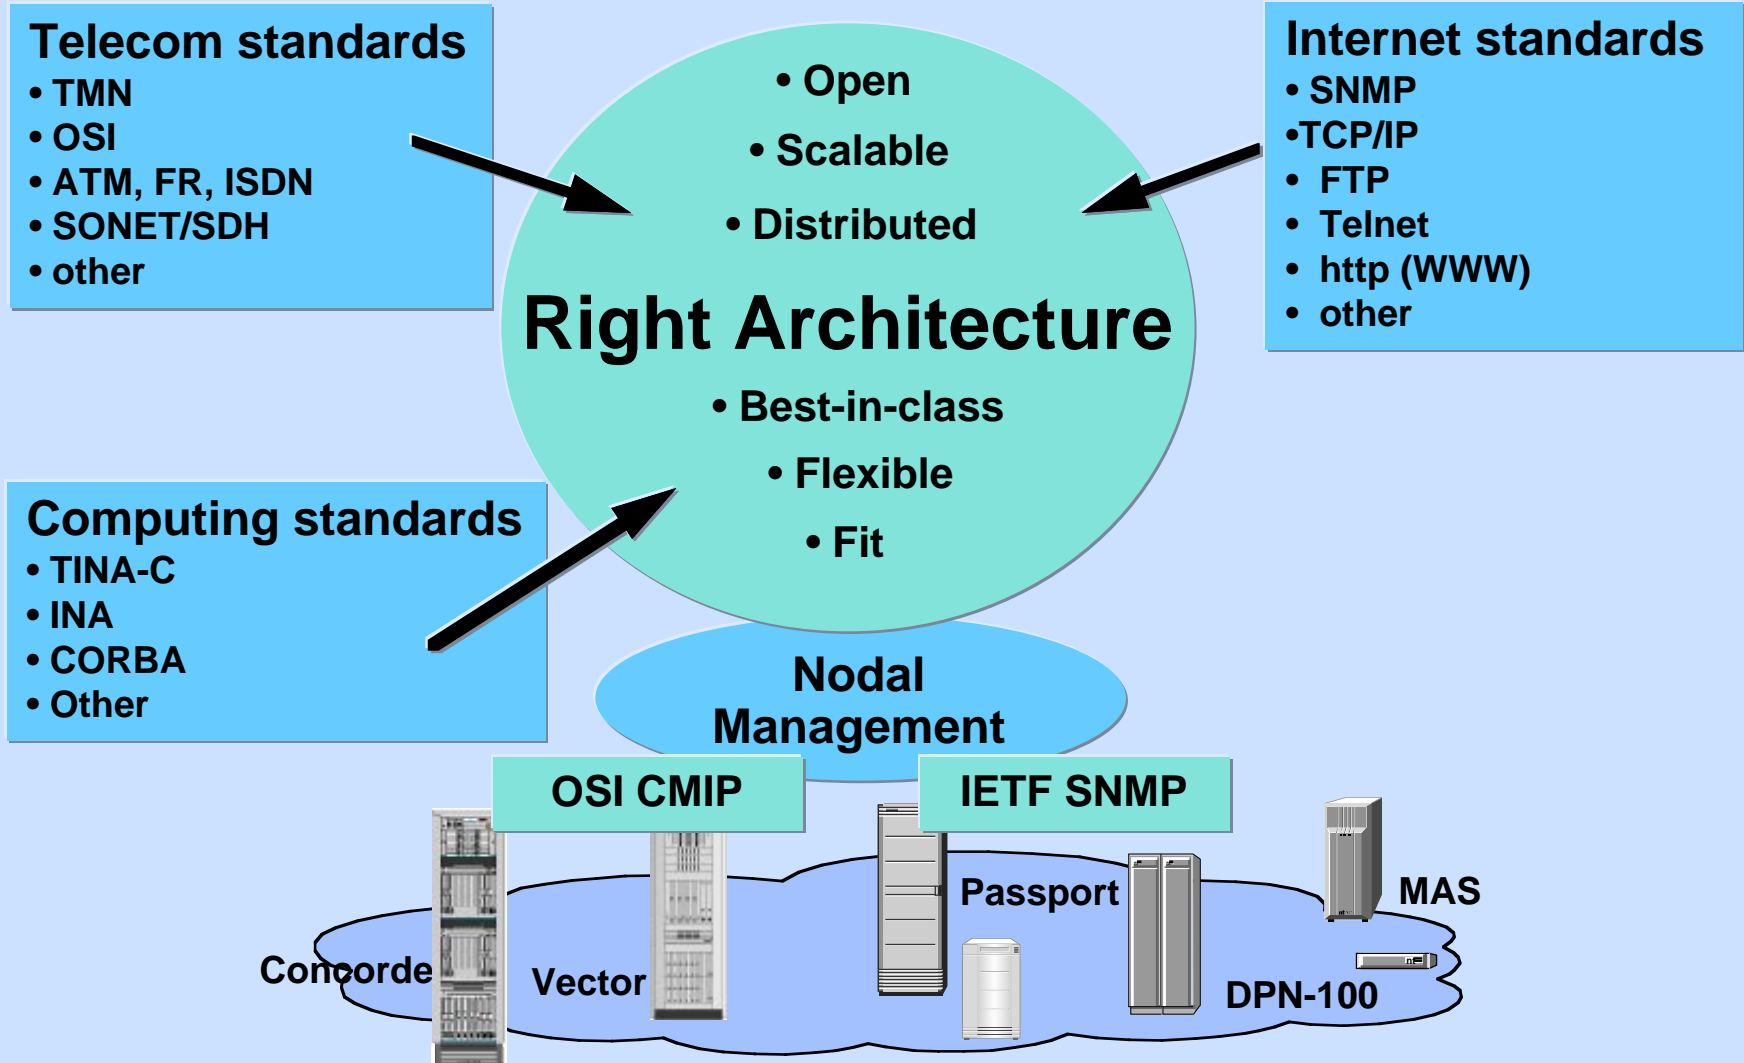 Telecom standards
• TMN
• OSI
• ATM, FR, ISDN
• SONET/SDH
• other
• Open
• Scalable
• Distributed
Right Architecture
• Best-in-class
• Flexible
• Fit
Internet standards
• SNMP
•TCP/IP
• FTP
• Telnet
• http (WWW)
• other
Computing standards
• TINA-C
• INA
• CORBA
• Other
Nodal
Management
OSI CMIP
IETF SNMP
Concorde
Vector
Passport
DPN-100
MAS